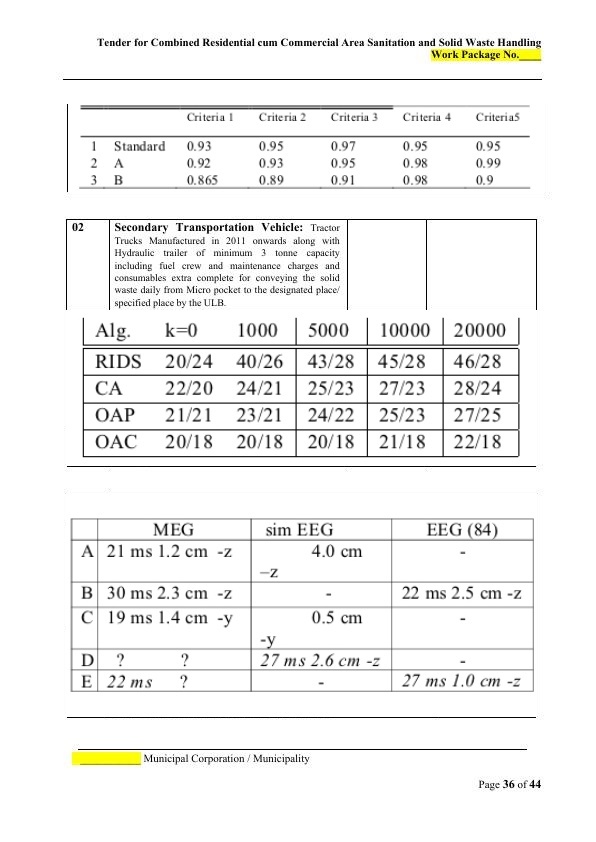 Tender for Combined Residential cum Commercial Area Sanitation and Solid Waste Handling
Work Package No.____
Criteria 1 Criteria 2 Criteria 3 Criteria 4 Criteria5
1 Standard 0.93 0.95 0.97 0.95 0.95
2 A 0.92 0.93 0.95 0.98 0.99
3 B 0.865 0.89 0.91 0.98 0.9
02 Secondary Transportation Vehicle: Tractor
Trucks Manufactured in 2011 onwards along with
Hydraulic trailer of minimum 3 tonne capacity
including fuel crew and maintenance charges and
consumables extra complete for conveying the solid
waste daily from Micro pocket to the designated place/
specified place by the ULB.
Alg. k=0 1000 5000 10000 20000
RIDS 20/24 40/26 43/28 45/28 46/28
CA 22/20 24/21 25/23 27/23 28/24
OAP 21/21 23/21 24/22 25/23 27/25
OAC 20/18 20/18 20/18 21/18 22/18
MEG sim EEG EEG (84)
A 21 ms 1.2 cm -z 4.0 cm -
–z
B 30 ms 2.3 cm -z - 22 ms 2.5 cm -z
C 19 ms 1.4 cm -y 0.5 cm -
-y
D ? ? 27 ms 2.6 cm -z -
E 22 ms ? - 27 ms 1.0 cm -z
____________ Municipal Corporation / Municipality
Page 36 of 44